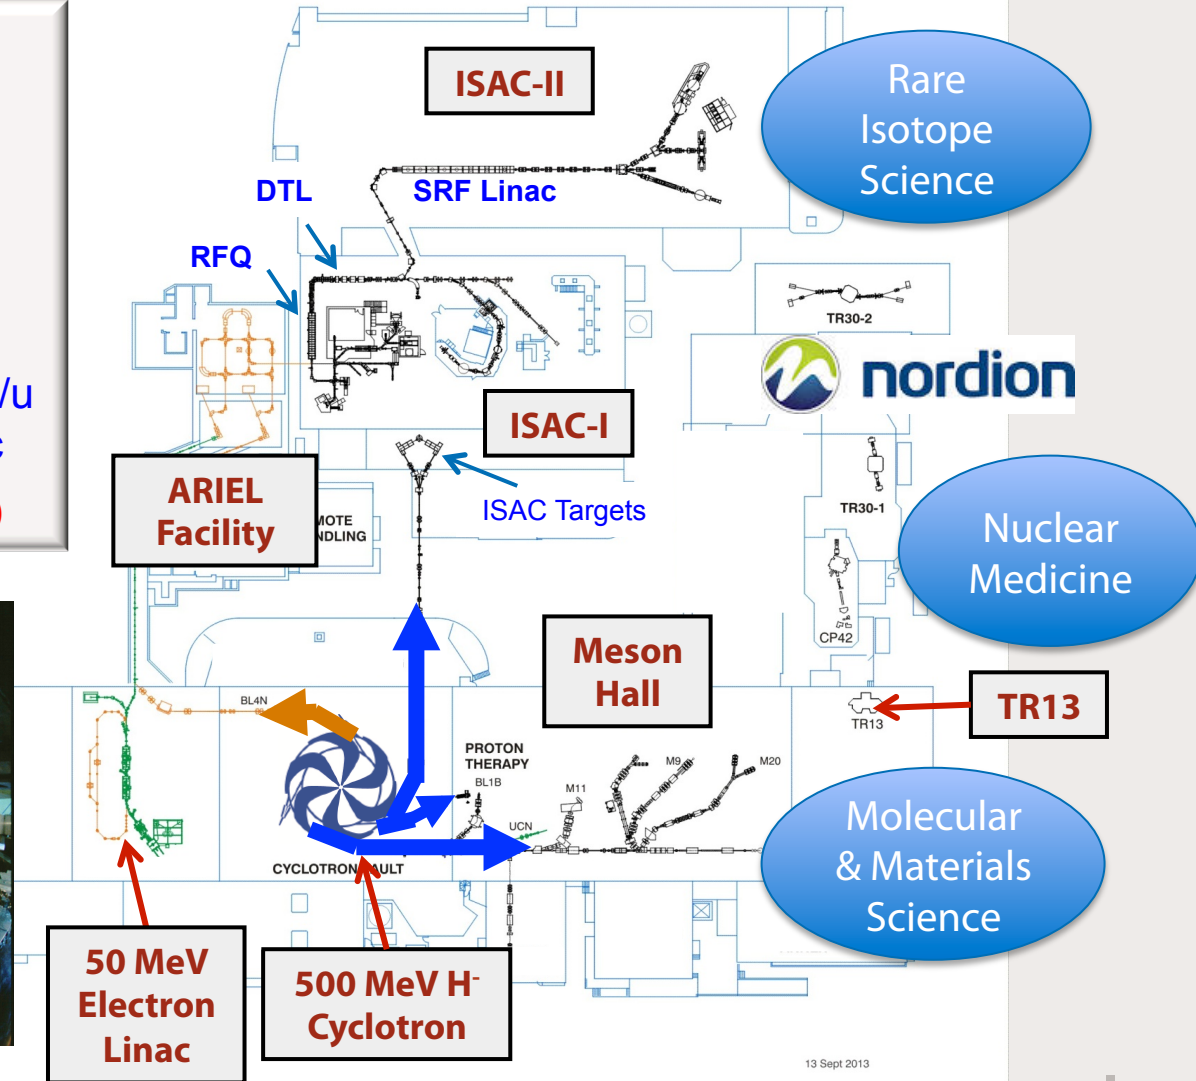 ISAC-II
Rare
Isotope
Science
DTL
SRF Linac
RFQ
TR30-2
nordion
/u
ISAC-I
ARIEL
Facility
ISAC Targets
TR30-1
Nuclear
Medicine
CP42
Meson
Hall
TR13
TR13
BL4N
PROTON
THERAPY
BL1B
M11
M9
M20
UCN
Molecular
& Materials
Science
CYCLOTRON
50 MeV
Electron
Linac
500 MeV H-
Cyclotron
13 Sept 2013